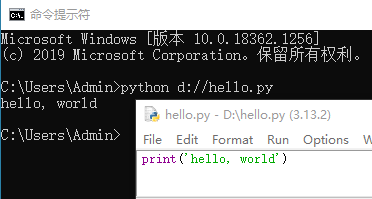 命令提示符
Microsoft Windows [版本 10.0.18362.1256]
(c) 2019 Microsoft Corporation。保留所有权利。
C:\Users\Admin>python d://hello.py
hello, world
C:\Users\Admin>
hello.py - D:\hello.py (3.13.2)
File Edit Format Run Options W
print('hello, world')